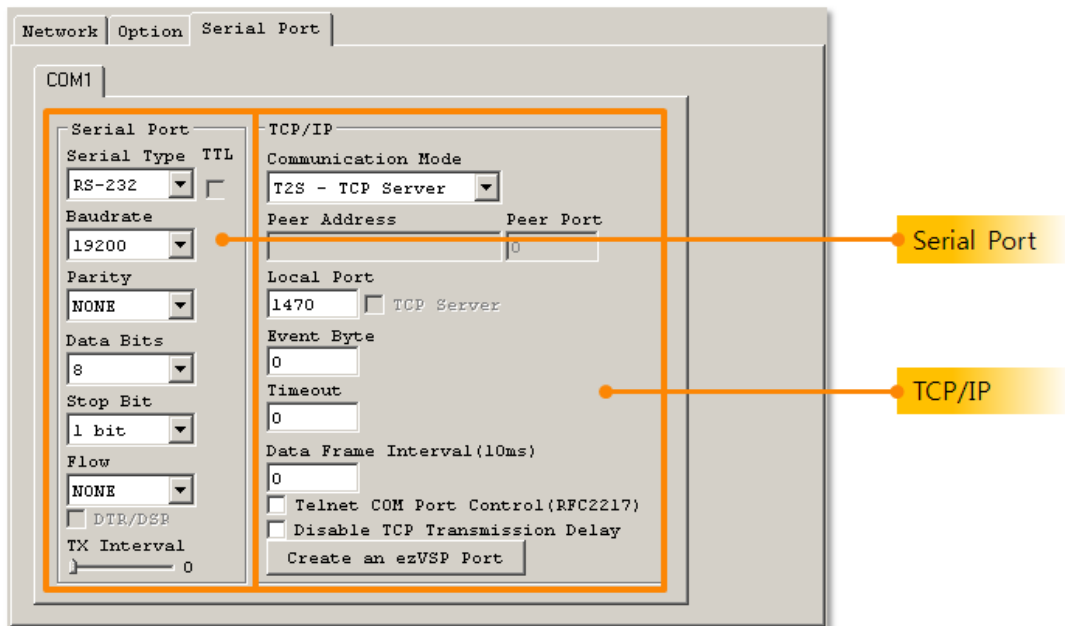 Network Option Serial Port
COM1
Serial Port
Serial Type TTL
RS-232
Baudrate
19200
Parity
NONE
Data Bits
8
Stop Bit
1 bit
Flow
NONE
DTR/DSR
TX Interval
0
TCP/IP
Communication Mode
T2S - TCP Server
Peer Address Peer Port
0
Local Port
1470 TCP Server
Event Byte
0
Timeout
0
Data Frame Interval(10ms)
0
Telnet COM Port Control(RFC2217)
Disable TCP Transmission Delay
Create an ezVSP Port
Serial Port
TCP/IP